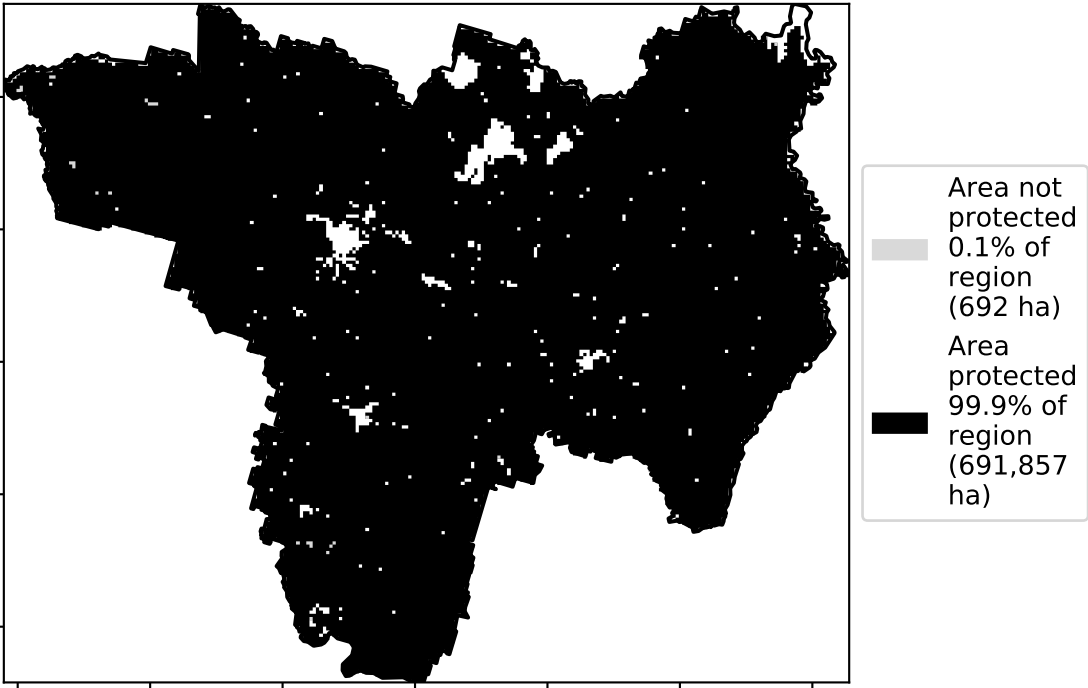 Area not
protected
0.1% of
region
(692 ha)
Area
protected
99.9% of
region
(691,857
ha)